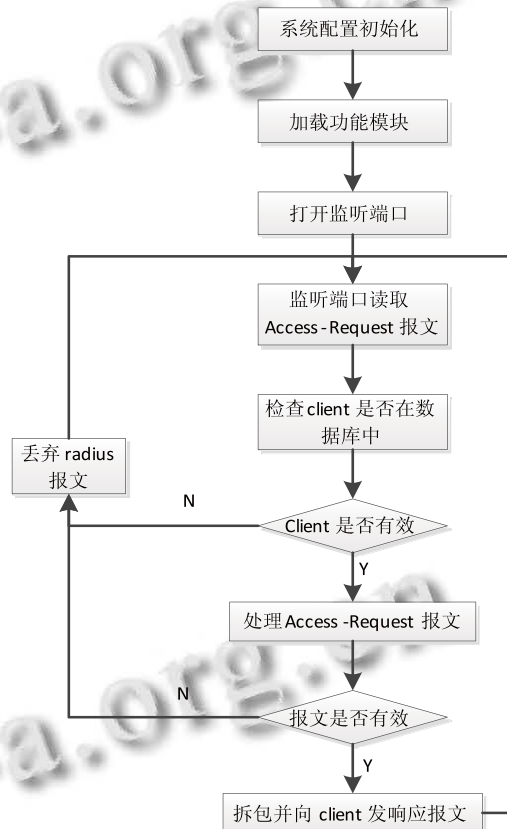 系统配置初始化
加载功能模块
打开监听端口
监听端口读取
Access-Request 报文
检查client 是否在数
据库中
丢弃 radius
报文
N
Client 是否有效
Y
处理Access -Request 报文
N
报文是否有效
Y
拆包并向 client 发响应报文
a.org.
a.org.cn